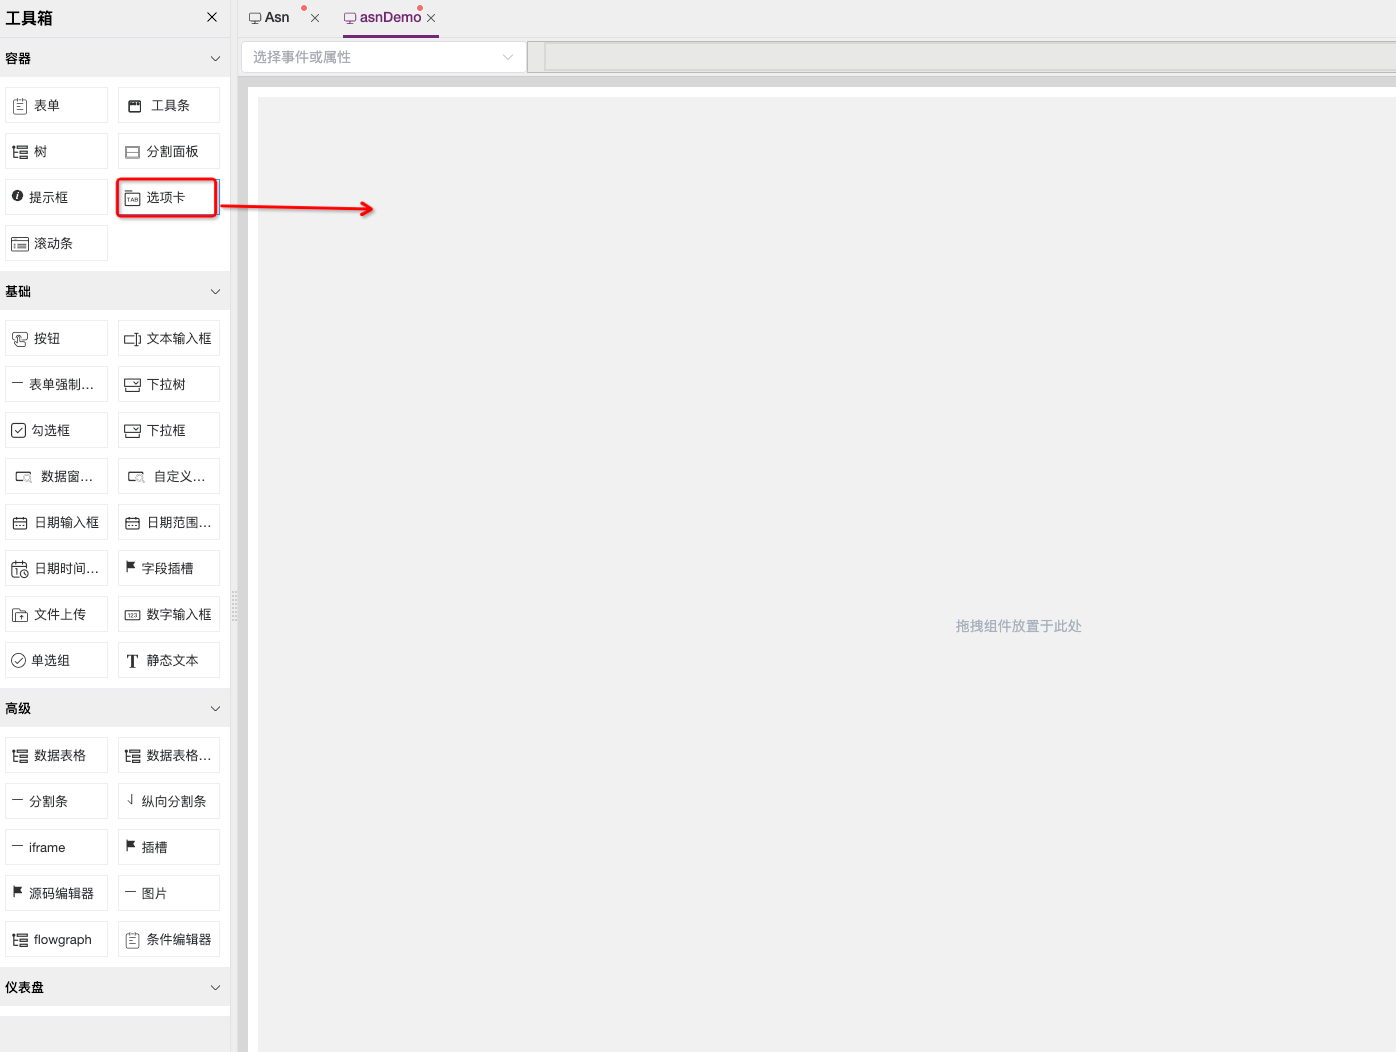 工具箱
Asn
asnDemo
选择事件或属性
容器
表单
工具条
树
分割面板
提示框
TAB
选项卡
滚动条
基础
按钮
文本输入框
表单强制...
下拉树
勾选框
下拉框
数据窗...
自定义...
日期输入框
日期范围...
日期时间...
字段插槽
文件上传
123
数字输入框
单选组
T
静态文本
拖拽组件放置于此处
高级
数据表格
数据表格...
分割条
纵向分割条
iframe
插槽
源码编辑器
图片
flowgraph
条件编辑器
仪表盘